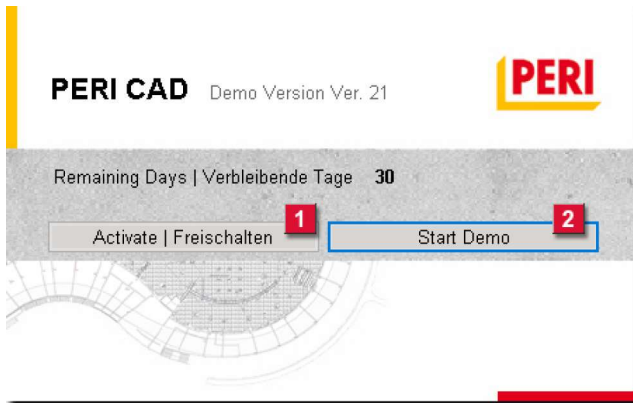 PERI CAD Demo Version Ver. 21
PERI
Remaining Days | Verbleibende Tage 30
1
2
Activate | Freischalten
Start Demo